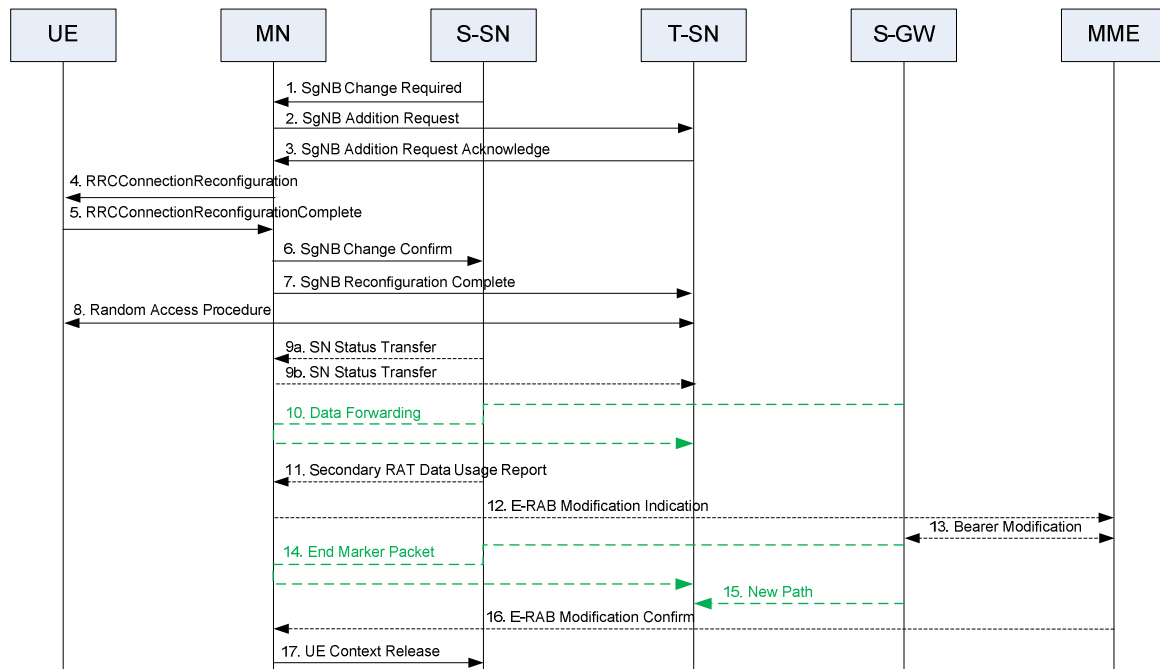 UE MN S-SN T-SN S-GW MME
1. SgNB Change Required
2. SgNB Addition Request
3. SgNB Addition Request Acknowledge
4. RRCConnectionReconfiguration
5. RRCConnectionReconfigurationComplete
6. SgNB Change Confirm
7. SgNB Reconfiguration Complete
8. Random Access Procedure
9a. SN Status Transfer
9b. SN Status Transfer
10. Data Forwarding
11. Secondary RAT Data Usage Report
12. E-RAB Modification Indication
13. Bearer Modification
14. End Marker Packet
15. New Path
16. E-RAB Modification Confirm
17. UE Context Release